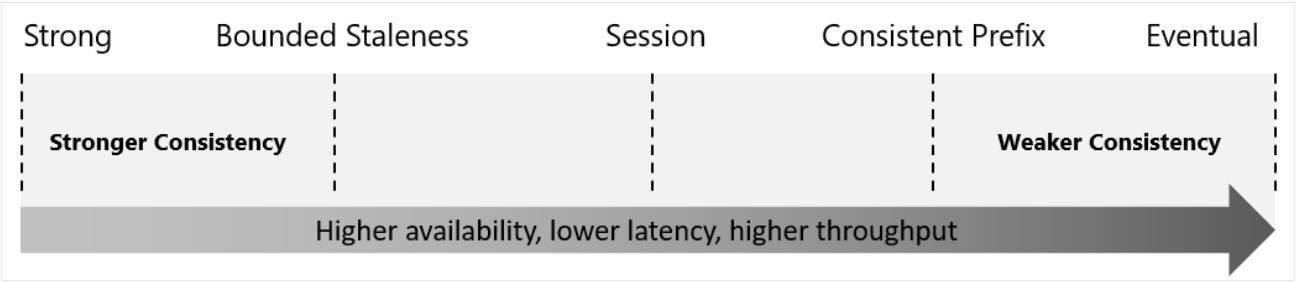 Strong Bounded Staleness Session Consistent Prefix Eventual
Stronger Consistency Weaker Consistency
Higher availability, lower latency, higher throughput